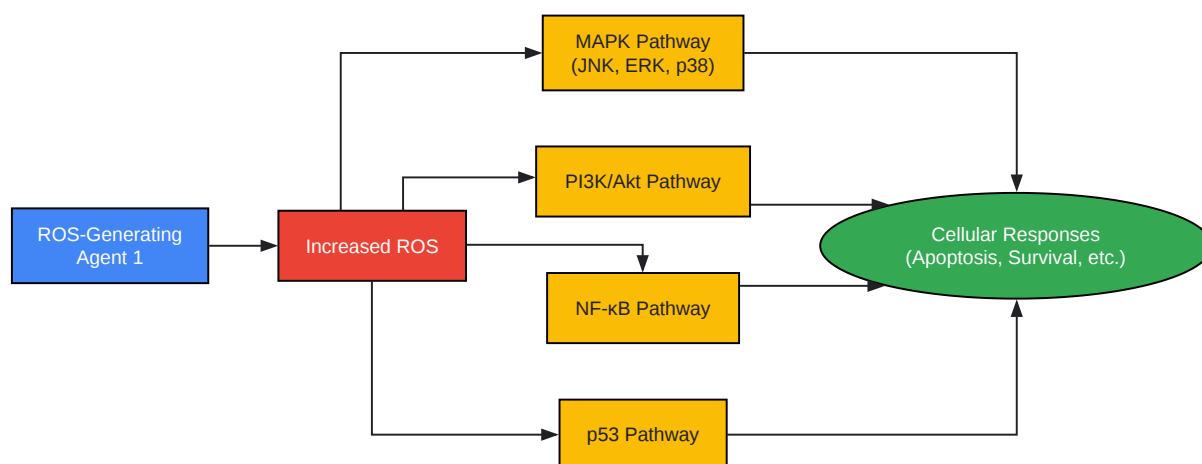 MAPK Pathway
(JNK, ERK, p38)
PI3K/Akt Pathway
ROS-Generating
Agent 1
Increased ROS
Cellular Responses
(Apoptosis, Survival, etc.)
NF-κB Pathway
p53 Pathway